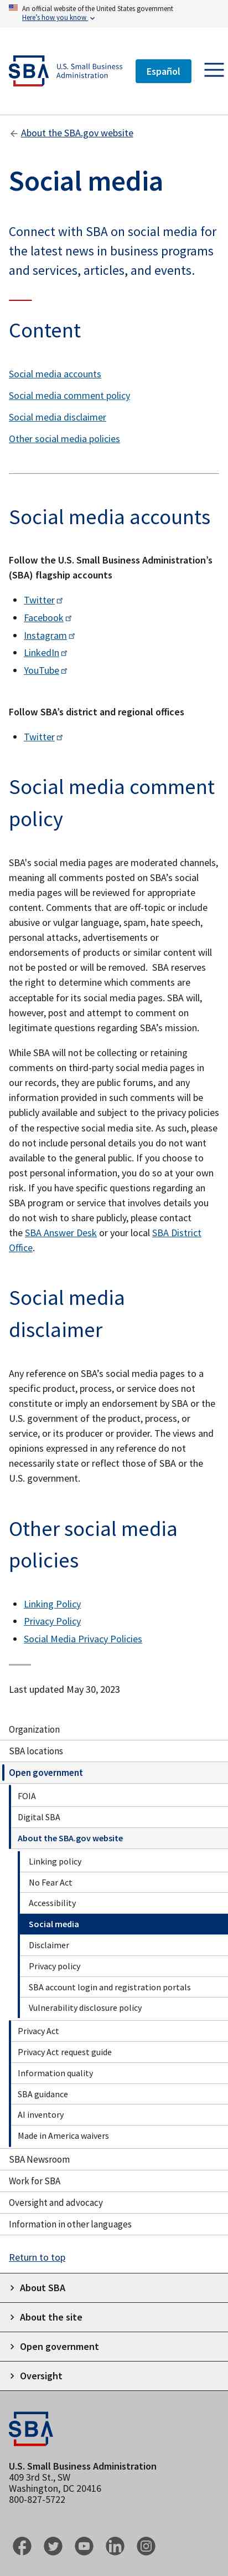 An official website of the United States government
Here's how you know
SBA U.S. Small Business
Administration
Español
About the SBA.gov website
Social media
Connect with SBA on social media for
the latest news in business programs
and services, articles, and events.
Content
Social media accounts
Social media comment policy
Social media disclaimer
Other social media policies
Social media accounts
Follow the U.S. Small Business Administration’s
(SBA) flagship accounts
Twitter
Facebook
Instagram
LinkedIn
YouTube
Follow SBA’s district and regional offices
Twitter
Social media comment
policy
SBA's social media pages are moderated channels,
meaning all comments posted on SBA’s social
media pages will be reviewed for appropriate
content. Comments that are off-topic or include
abusive or vulgar language, spam, hate speech,
personal attacks, advertisements or
endorsements of products or similar content will
not be approved or removed.  SBA reserves
the right to determine which comments are
acceptable for its social media pages. SBA will,
however, post and attempt to comment on
legitimate questions regarding SBA’s mission.
While SBA will not be collecting or retaining
comments on third-party social media pages in
our records, they are public forums, and any
information provided in such comments will be
publicly available and subject to the privacy policies
of the respective social media site. As such, please
do not include personal details you do not want
available to the general public. If you choose to
post personal information, you do so at your own
risk. If you have specific questions regarding an
SBA program or service that involves details you
do not wish to share publicly, please contact
the SBA Answer Desk or your local SBA District
Office.
Social media
disclaimer
Any reference on SBA’s social media pages to a
specific product, process, or service does not
constitute or imply an endorsement by SBA or the
U.S. government of the product, process, or
service, or its producer or provider. The views and
opinions expressed in any reference do not
necessarily state or reflect those of SBA or the
U.S. government.
Other social media
policies
Linking Policy
Privacy Policy
Social Media Privacy Policies
Last updated May 30, 2023
Organization
SBA locations
Open government
FOIA
Digital SBA
About the SBA.gov website
Linking policy
No Fear Act
Accessibility
Social media
Disclaimer
Privacy policy
SBA account login and registration portals
Vulnerability disclosure policy
Privacy Act
Privacy Act request guide
Information quality
SBA guidance
AI inventory
Made in America waivers
SBA Newsroom
Work for SBA
Oversight and advocacy
Information in other languages
Return to top
About SBA
About the site
Open government
Oversight
SBA
U.S. Small Business Administration
409 3rd St., SW
Washington, DC 20416
800-827-5722